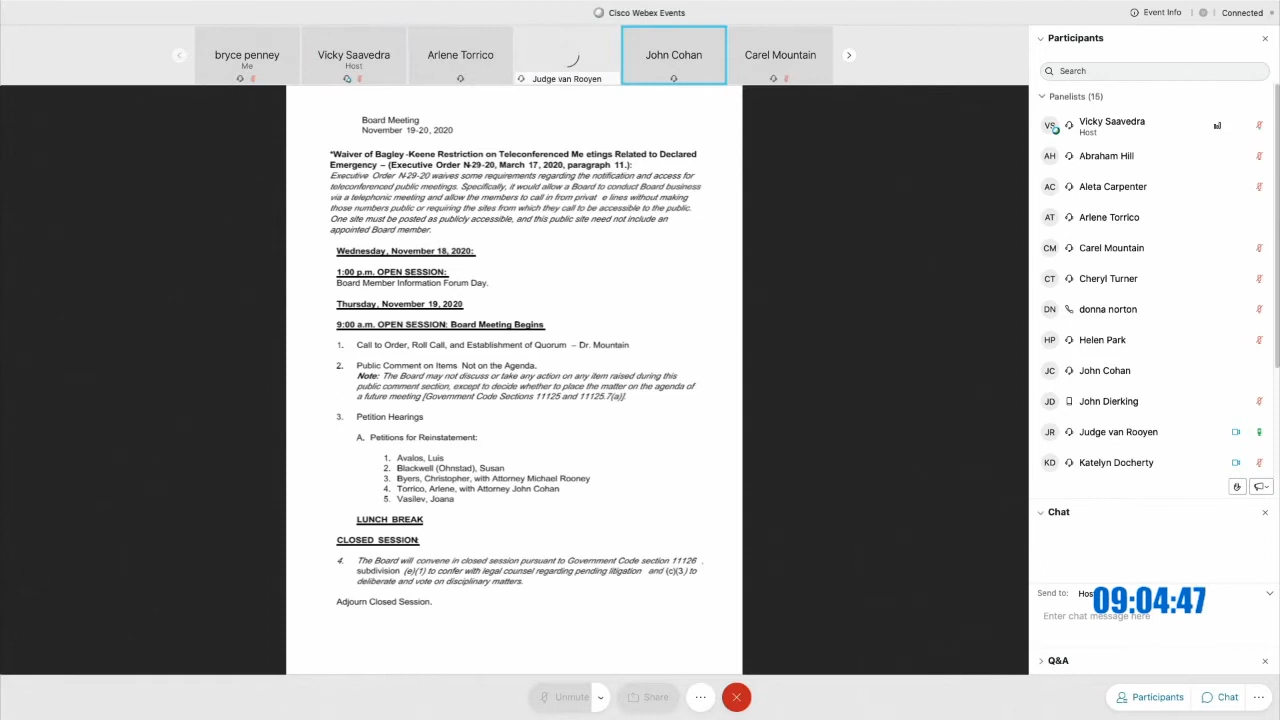 Cisco Webex Events
Event Info
Connected
bryce penney
Me
Vicky Saavedra
Host
Arlene Torrico
Judge van Rooyen
John Cohan
Carel Mountain
Board Meeting
November 19-20, 2020
*Waiver of Bagley-Keene Restriction on Teleconferenced Me etings Related to Declared
Emergency – (Executive Order N-29-20, March 17, 2020, paragraph 11.):
Executive Order N-29-20 waives some requirements regarding the notification and access for
teleconferenced public meetings. Specifically, it would allow a Board to conduct Board business
via a telephonic meeting and allow the members to call in from privat e lines without making
those numbers public or requiring the sites from which they call to be accessible to the public.
One site must be posted as publicly accessible, and this public site need not include an
appointed Board member.
Wednesday, November 18, 2020:
1:00 p.m. OPEN SESSION:
Board Member Information Forum Day.
Thursday, November 19, 2020
9:00 a.m. OPEN SESSION: Board Meeting Begins
1. Call to Order, Roll Call, and Establishment of Quorum – Dr. Mountain
2. Public Comment on Items Not on the Agenda.
Note: The Board may not discuss or take any action on any item raised during this
public comment section, except to decide whether to place the matter on the agenda of
a future meeting [Government Code Sections 11125 and 11125.7(a)].
3. Petition Hearings
A. Petitions for Reinstatement:
1. Avalos, Luis
2. Blackwell (Ohnstad), Susan
3. Byers, Christopher, with Attorney Michael Rooney
4. Torrico, Arlene, with Attorney John Cohan
5. Vasilev, Joana
LUNCH BREAK
CLOSED SESSION:
4. The Board will convene in closed session pursuant to Government Code section 11126 ,
subdivision (e)(1) to confer with legal counsel regarding pending litigation and (c)(3) to
deliberate and vote on disciplinary matters.
Adjourn Closed Session.
Participants
Search
Panelists (15)
VS Vicky Saavedra
Host
AH Abraham Hill
AC Aleta Carpenter
AT Arlene Torrico
CM Carel Mountain
CT Cheryl Turner
DN donna norton
HP Helen Park
JC John Cohan
JD John Dierking
JR Judge van Rooyen
KD Katelyn Docherty
Chat
Send to:
09:04:47
Enter chat message here
Q&A
Unmute
Share
Participants
Chat